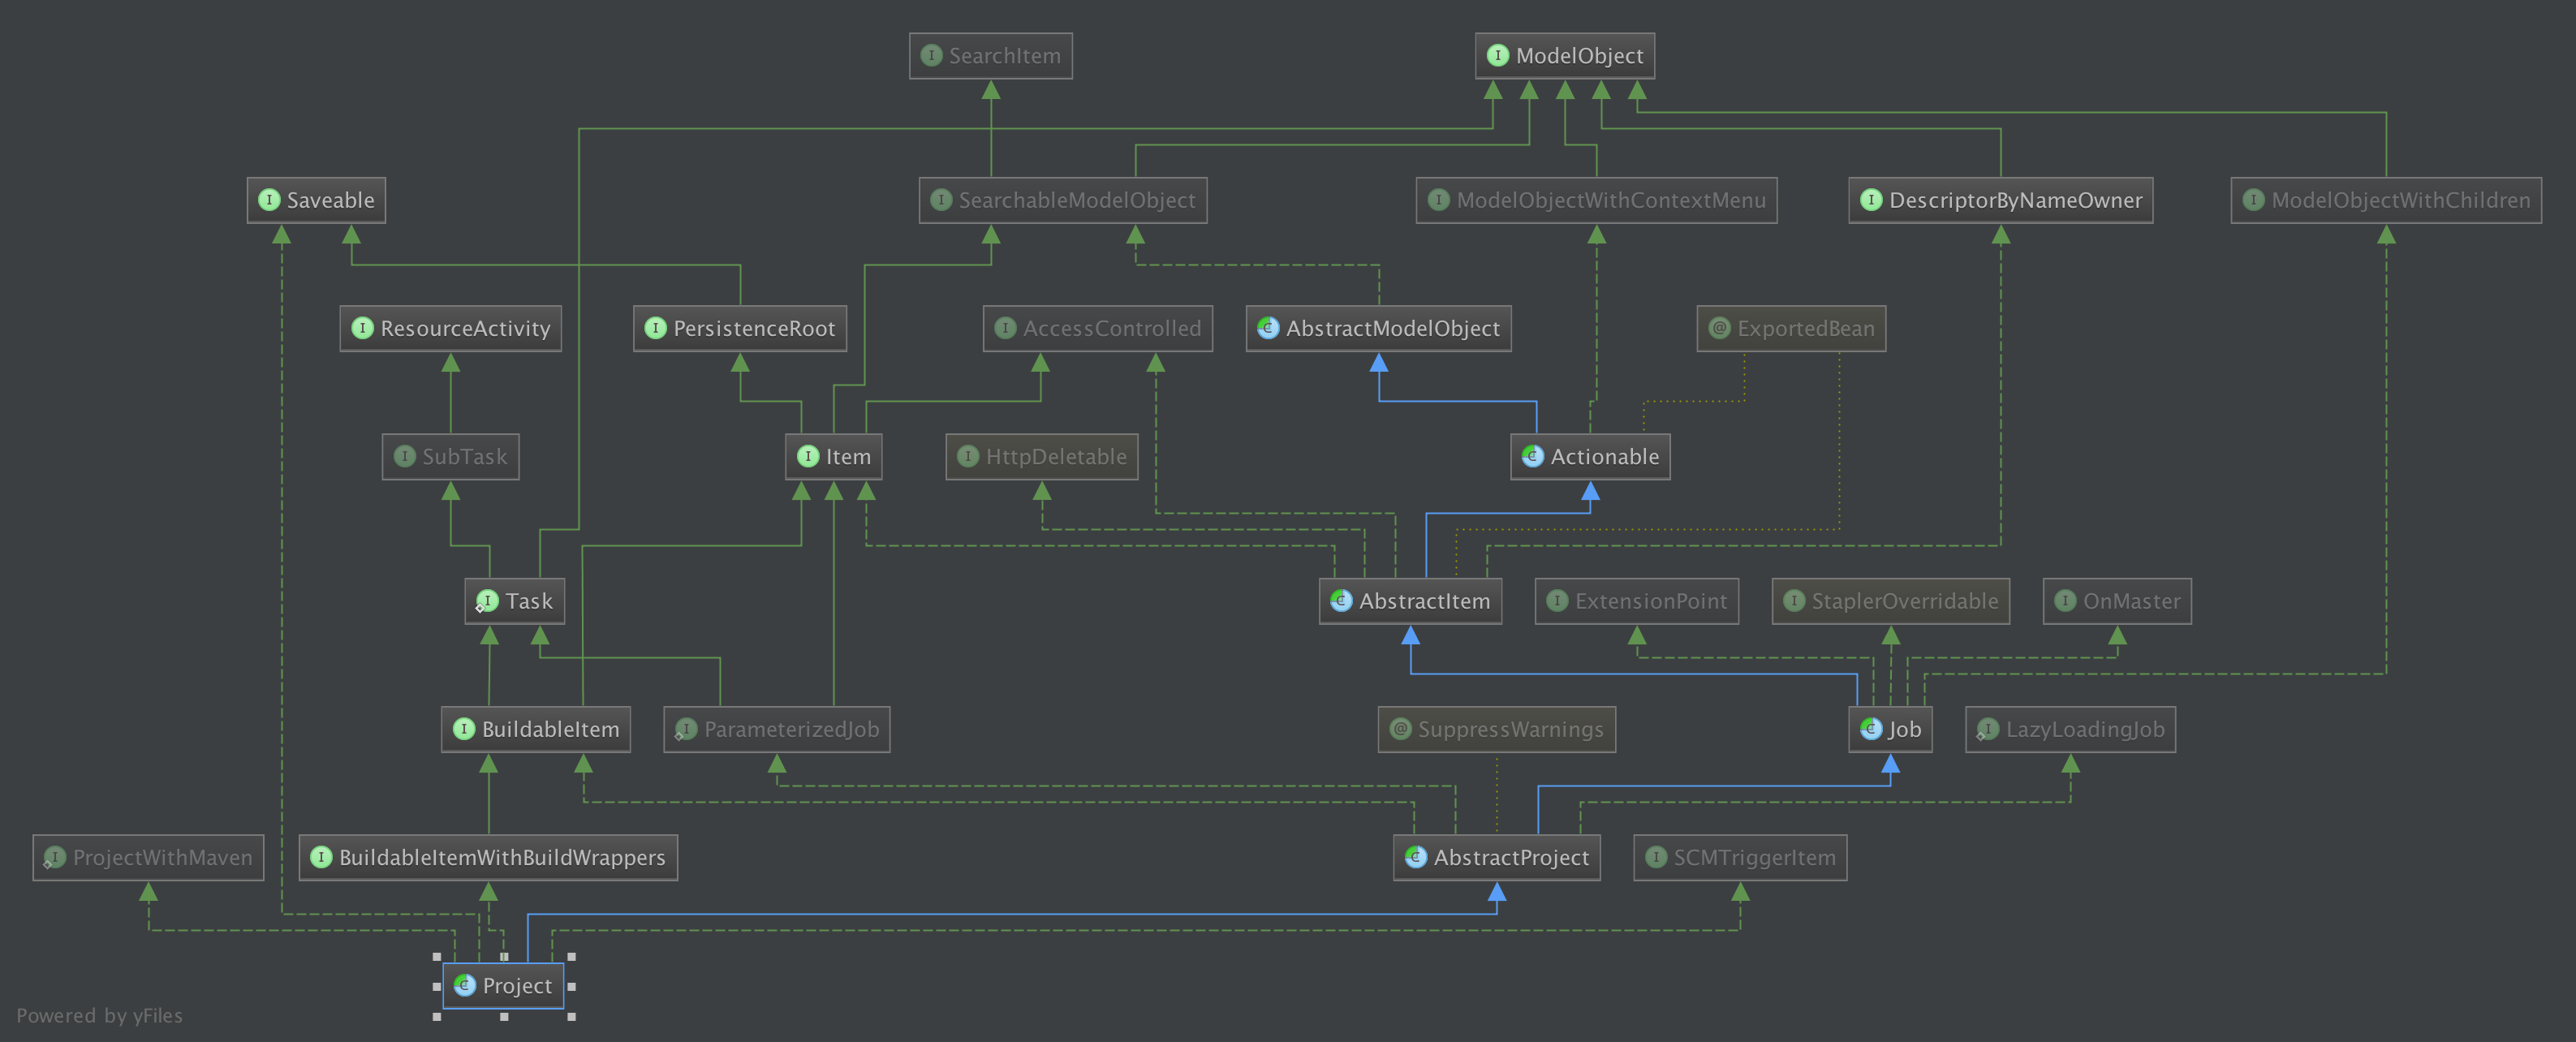 SearchItem
ModelObject
Saveable
SearchableModelObject
ModelObjectWithContextMenu
DescriptorByNameOwner
ModelObjectWithChildren
ResourceActivity
PersistenceRoot
AccessControlled
AbstractModelObject
ExportedBean
SubTask
Item
HttpDeletable
Actionable
Task
AbstractItem
ExtensionPoint
StaplerOverridable
OnMaster
BuildableItem
ParameterizedJob
SuppressWarnings
Job
LazyLoadingJob
ProjectWithMaven
BuildableItemWithBuildWrappers
AbstractProject
SCMTriggerItem
Project
Powered by yFiles